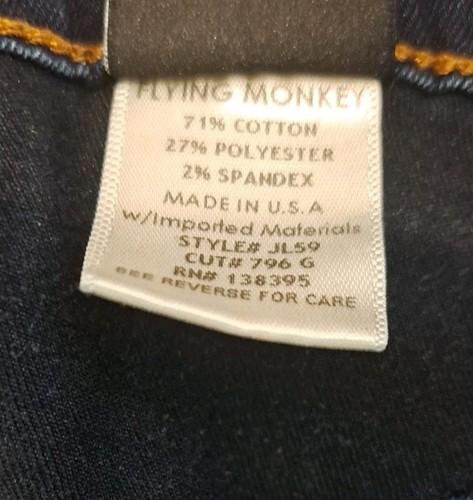 FLYING MONKEY
71% COTTON
27% POLYESTER
2% SPANDEX
MADE IN U.S.A
w/Imported Materials
STYLE# JL59
CUT# 796 G
RN# 138395
SEE REVERSE FOR CARE